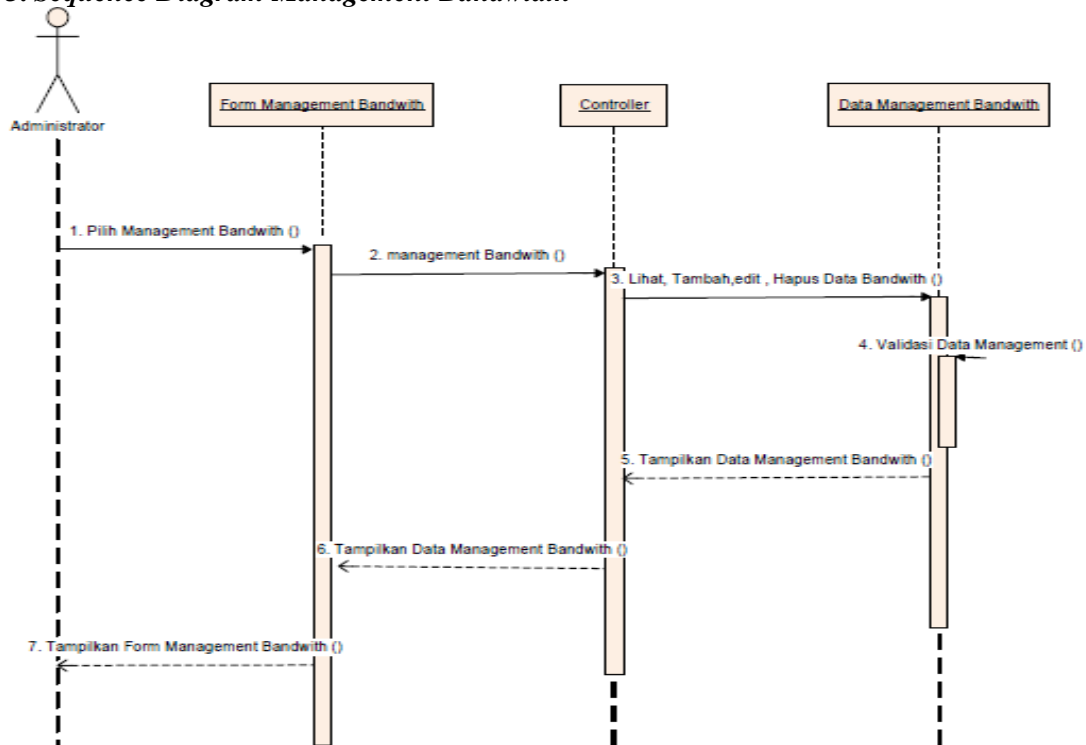 Sequence Diagram Management Bandwidth
Administrator
Form Management Bandwith
Controller
Data Management Bandwith
1. Pilih Management Bandwith ()
2. management Bandwith ()
3. Lihat, Tambah,edit , Hapus Data Bandwith ()
4. Validasi Data Management ()
5. Tampilkan Data Management Bandwith ()
6. Tampilkan Data Management Bandwith ()
7. Tampilkan Form Management Bandwith ()